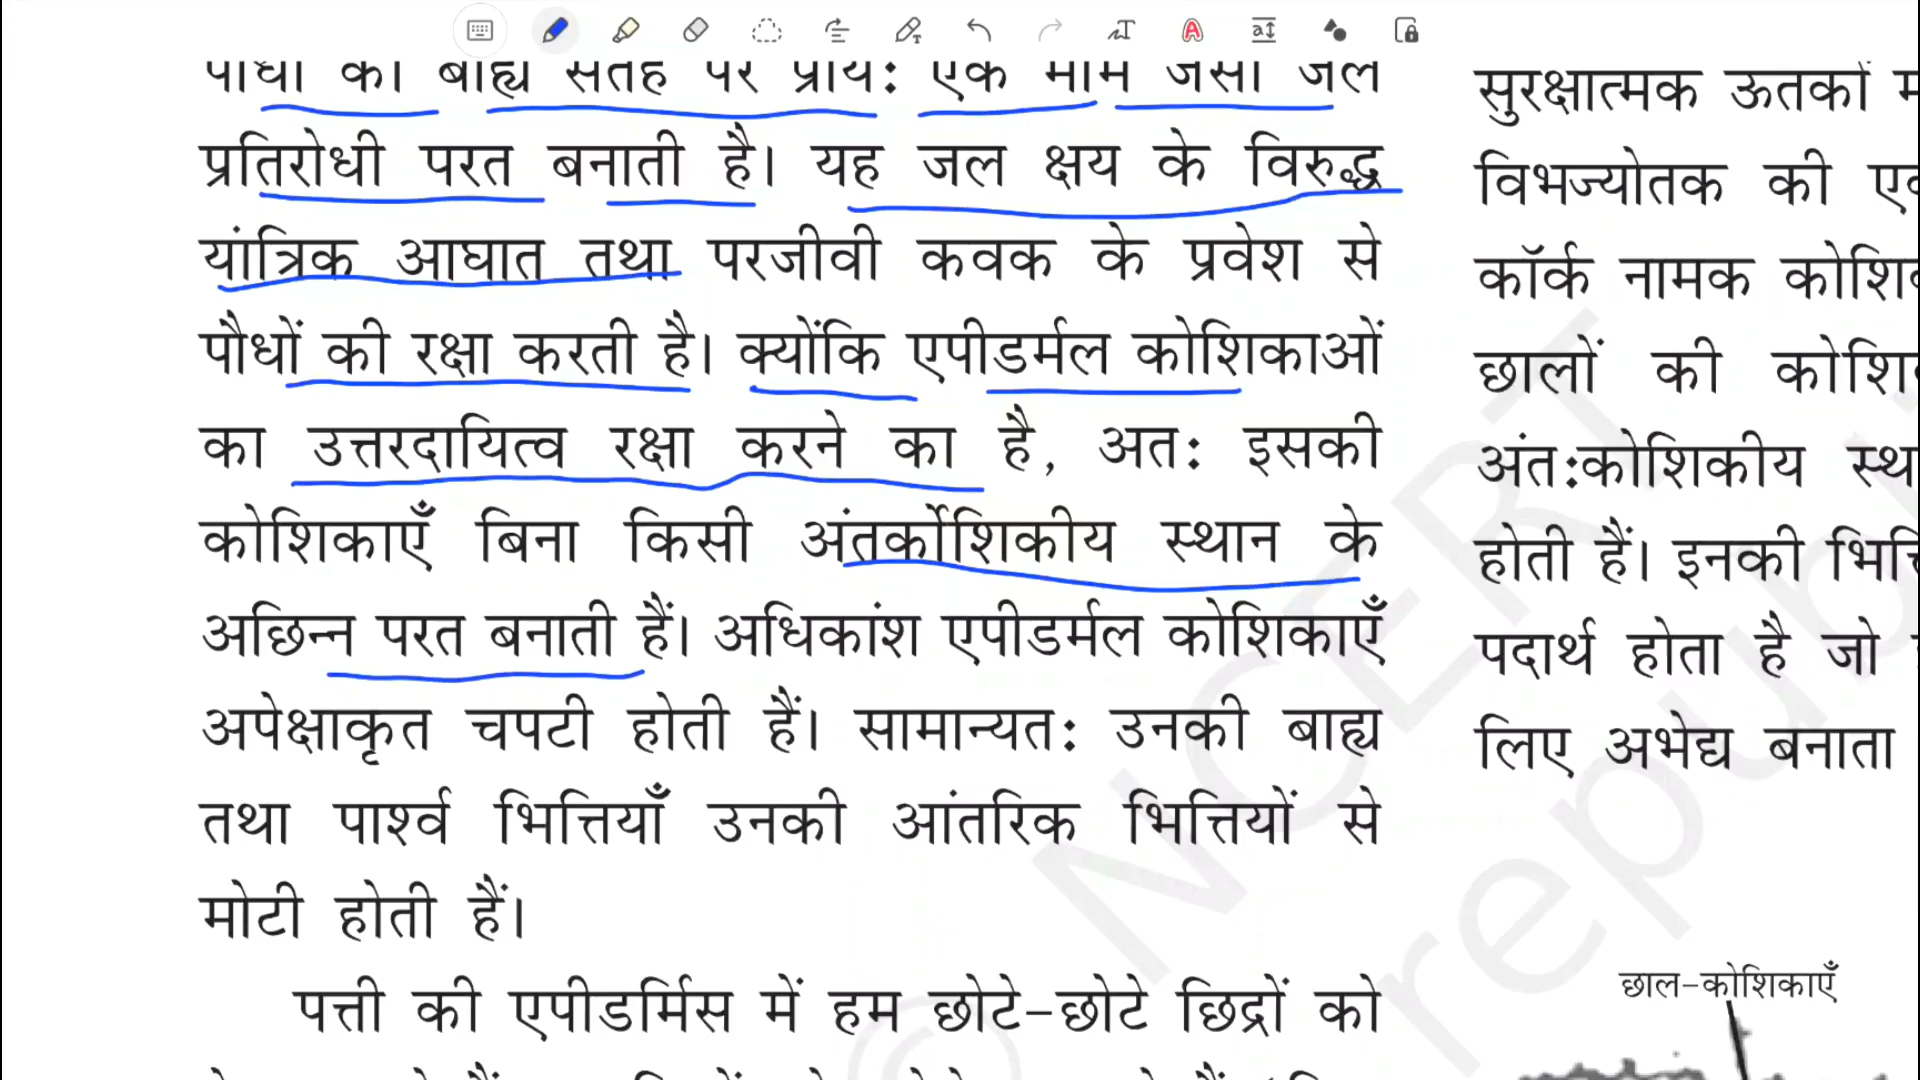 पौधों की बाह्य सतह पर प्राय: एक मोम जैसी जल
प्रतिरोधी परत बनाती है। यह जल क्षय के विरुद्ध
यांत्रिक आघात तथा परजीवी कवक के प्रवेश से
पौधों की रक्षा करती है। क्योंकि एपीडर्मल कोशिकाओं
का उत्तरदायित्व रक्षा करने का है, अत: इसकी
कोशिकाएँ बिना किसी अंतर्कोशिकीय स्थान के
अछिन्न परत बनाती हैं। अधिकांश एपीडर्मल कोशिकाएँ
अपेक्षाकृत चपटी होती हैं। सामान्यत: उनकी बाह्य
तथा पार्श्व भित्तियाँ उनकी आंतरिक भित्तियों से
मोटी होती हैं।
पत्ती की एपीडर्मिस में हम छोटे-छोटे छिद्रों को
सुरक्षात्मक ऊतकों
विभज्योतक की
कॉर्क नामक
छालों की
अंत:कोशिकीय
होती हैं। इनकी
पदार्थ होता है जो
लिए अभेद्य बनाता
छाल-कोशिकाएँ
© NCERT